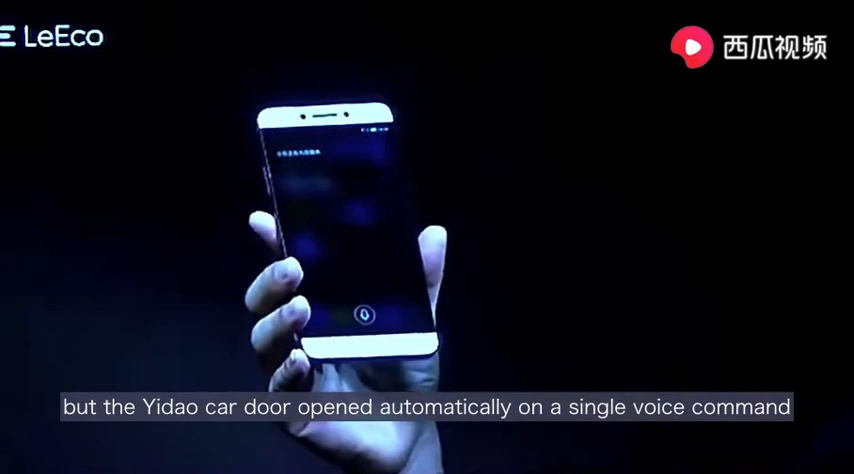 LeEco
西瓜视频
but the Yidao car door opened automatically on a single voice command